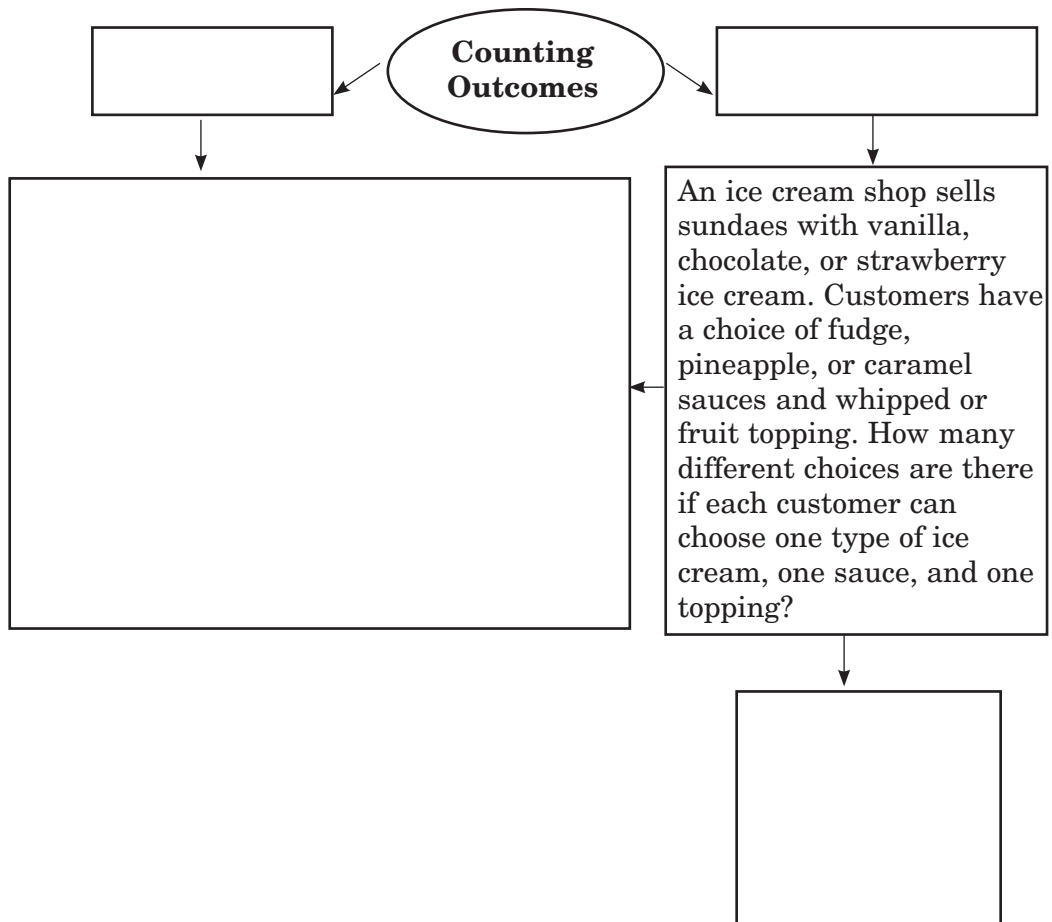 Counting
Outcomes
An ice cream shop sells
sundaes with vanilla,
chocolate, or strawberry
ice cream. Customers have
a choice of fudge,
pineapple, or caramel
sauces and whipped or
fruit topping. How many
different choices are there
if each customer can
choose one type of ice
cream, one sauce, and one
topping?